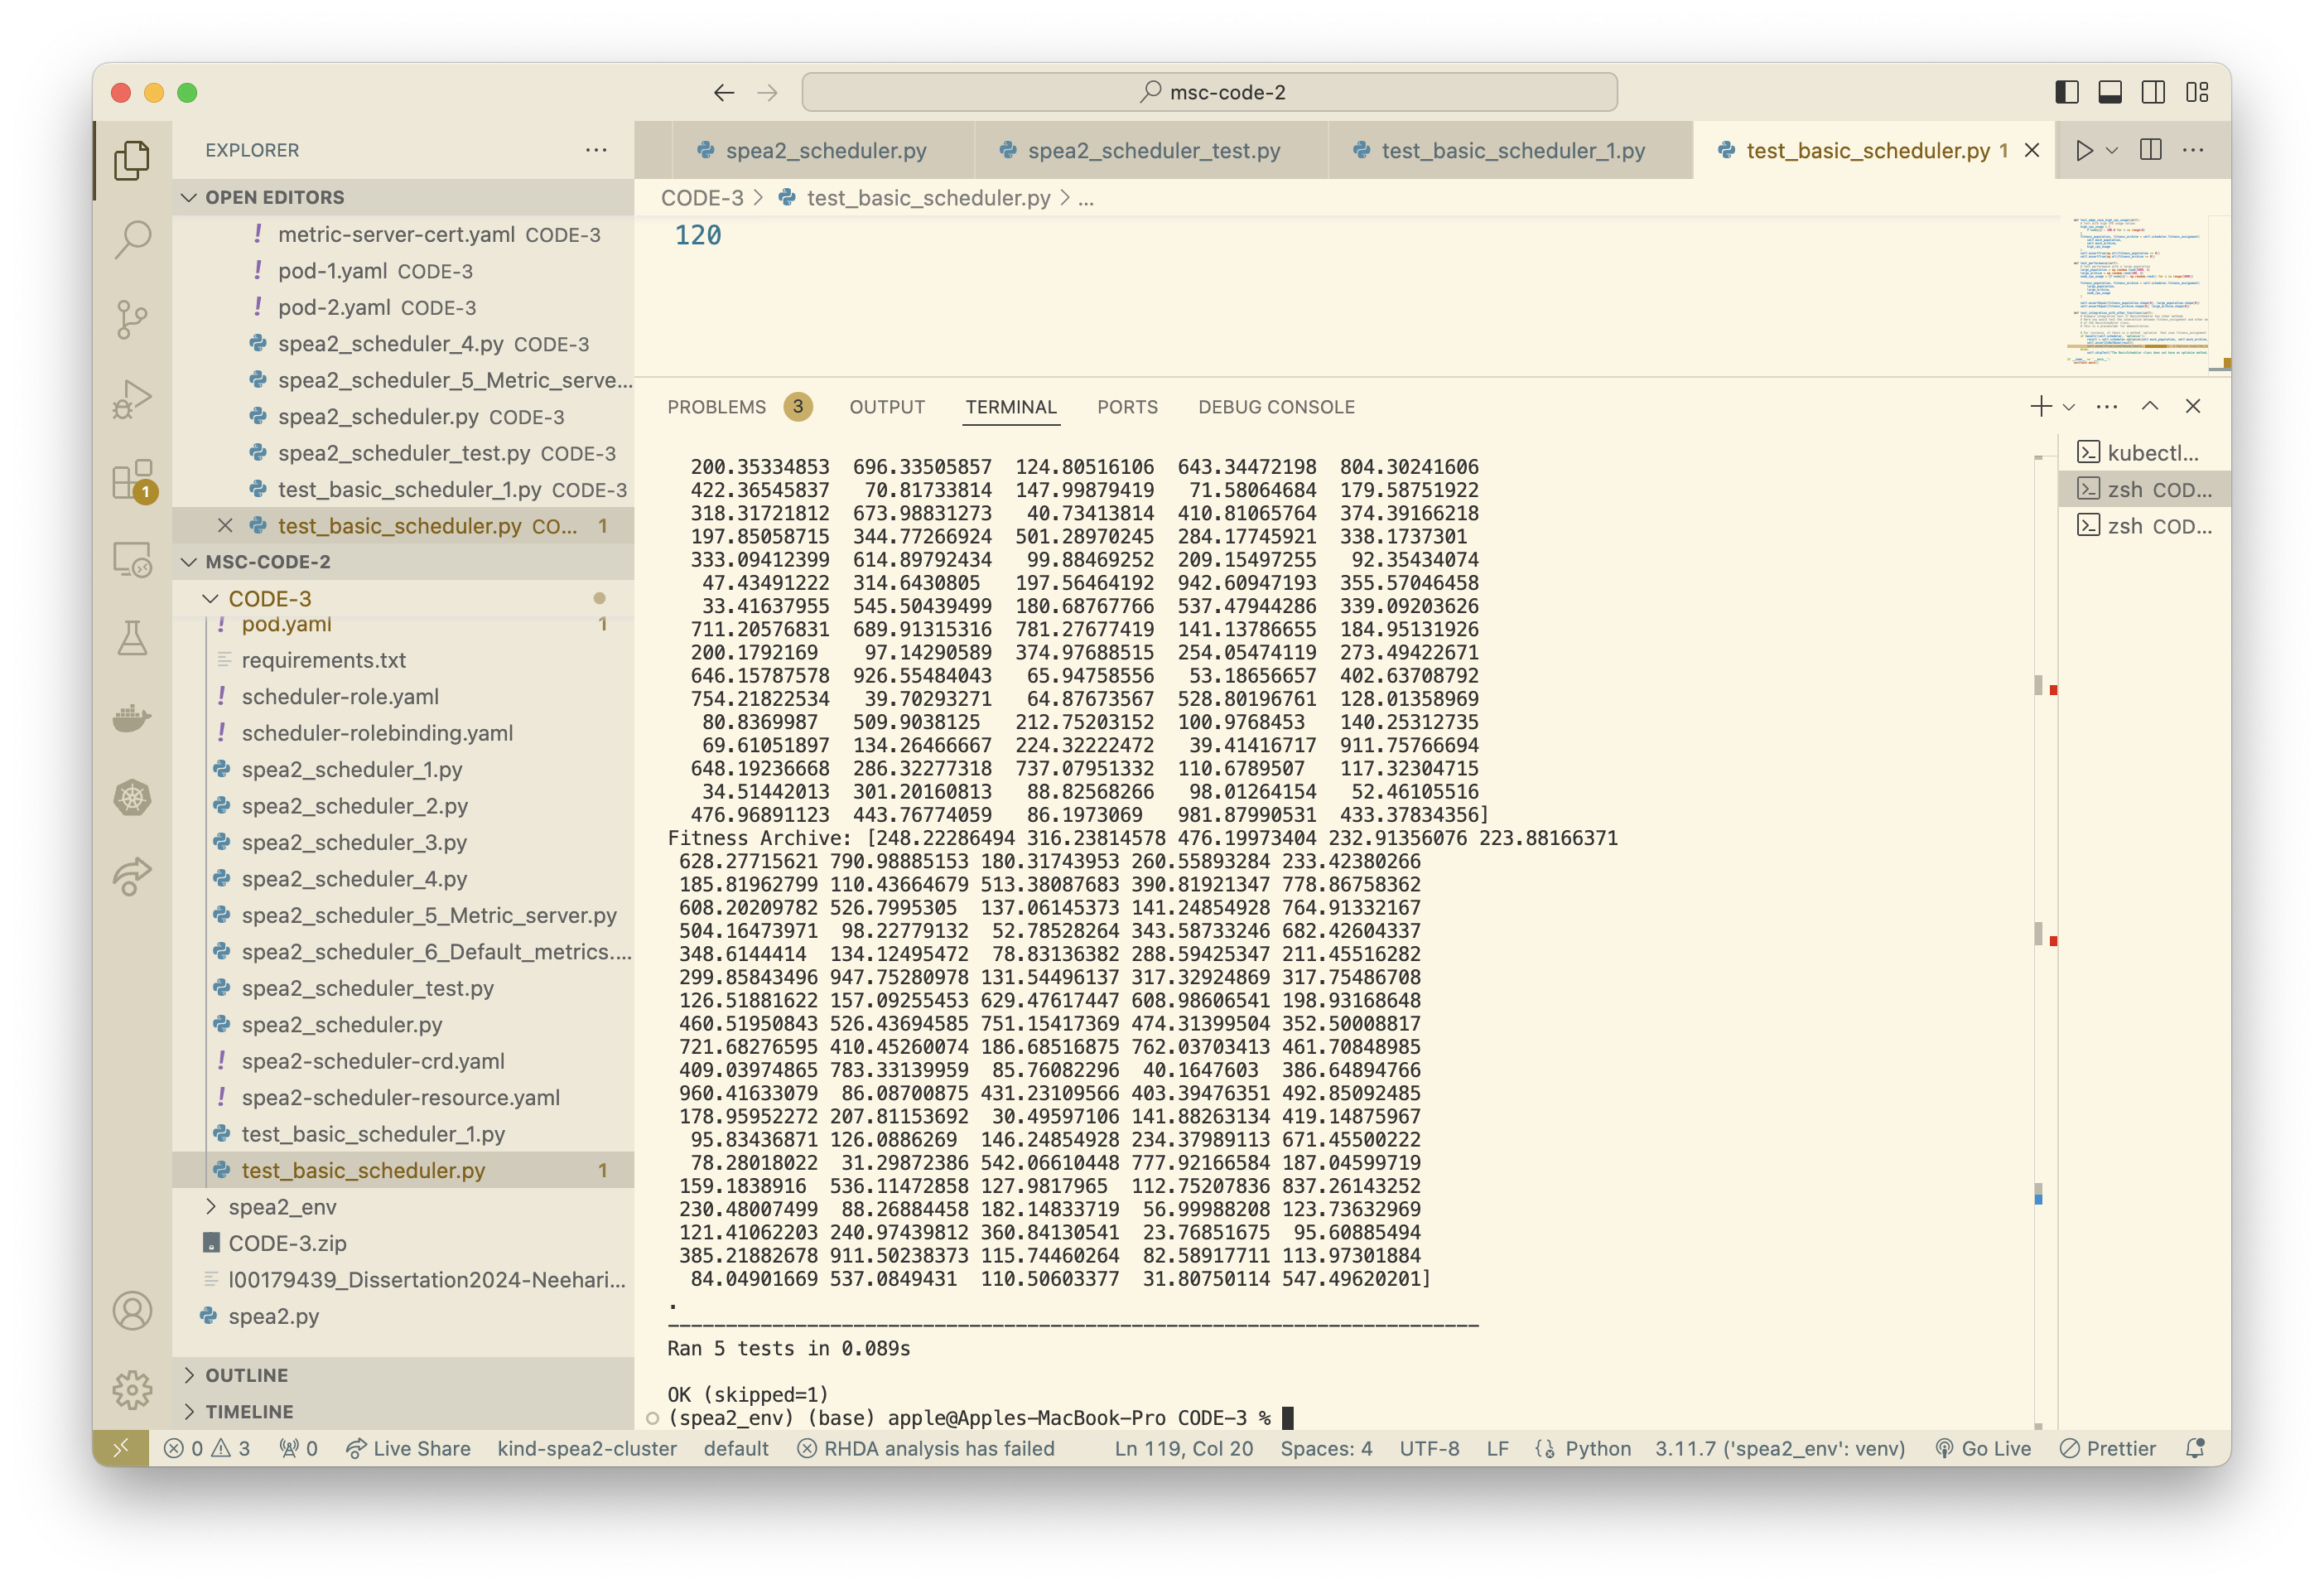 msc-code-2
EXPLORER
OPEN EDITORS
metric-server-cert.yaml CODE-3
pod-1.yaml CODE-3
pod-2.yaml CODE-3
spea2_scheduler_4.py CODE-3
spea2_scheduler_5_Metric_serve...
spea2_scheduler.py CODE-3
spea2_scheduler_test.py CODE-3
test_basic_scheduler_1.py CODE-3
test_basic_scheduler.py CO... 1
MSC-CODE-2
CODE-3
pod.yaml 1
requirements.txt
scheduler-role.yaml
scheduler-rolebinding.yaml
spea2_scheduler_1.py
spea2_scheduler_2.py
spea2_scheduler_3.py
spea2_scheduler_4.py
spea2_scheduler_5_Metric_server.py
spea2_scheduler_6_Default_metrics....
spea2_scheduler_test.py
spea2_scheduler.py
spea2-scheduler-crd.yaml
spea2-scheduler-resource.yaml
test_basic_scheduler_1.py
test_basic_scheduler.py 1
spea2_env
CODE-3.zip
l00179439_Dissertation2024-Neehari...
spea2.py
OUTLINE
TIMELINE
1
spea2_scheduler.py spea2_scheduler_test.py test_basic_scheduler_1.py test_basic_scheduler.py 1
CODE-3 > test_basic_scheduler.py > ...
120
PROBLEMS 3 OUTPUT TERMINAL PORTS DEBUG CONSOLE
200.35334853 696.33505857 124.80516106 643.34472198 804.30241606
422.36545837 70.81733814 147.99879419 71.58064684 179.58751922
318.31721812 673.98831273 40.73413814 410.81065764 374.39166218
197.85058715 344.77266924 501.28970245 284.17745921 338.1737301
333.09412399 614.89792434 99.88469252 209.15497255 92.35434074
47.43491222 314.6430805 197.56464192 942.60947193 355.57046458
33.41637955 545.50439499 180.68767766 537.47944286 339.09203626
711.20576831 689.91315316 781.27677419 141.13786655 184.95131926
200.1792169 97.14290589 374.97688515 254.05474119 273.49422671
646.15787578 926.55484043 65.94758556 53.18656657 402.63708792
754.21822534 39.70293271 64.87673567 528.80196761 128.01358969
80.8369987 509.9038125 212.75203152 100.9768453 140.25312735
69.61051897 134.26466667 224.32222472 39.41416717 911.75766694
648.19236668 286.32277318 737.07951332 110.6789507 117.32304715
34.51442013 301.20160813 88.82568266 98.01264154 52.46105516
476.96891123 443.76774059 86.1973069 981.87990531 433.37834356]
Fitness Archive: [248.22286494 316.23814578 476.19973404 232.91356076 223.88166371
628.27715621 790.98885153 180.31743953 260.55893284 233.42380266
185.81962799 110.43664679 513.38087683 390.81921347 778.86758362
608.20209782 526.7995305 137.06145373 141.24854928 764.91332167
504.16473971 98.22779132 52.78528264 343.58733246 682.42604337
348.6144414 134.12495472 78.83136382 288.59425347 211.45516282
299.85843496 947.75280978 131.54496137 317.32924869 317.75486708
126.51881622 157.09255453 629.47617447 608.98606541 198.93168648
460.51950843 526.43694585 751.15417369 474.31399504 352.50008817
721.68276595 410.45260074 186.68516875 762.03703413 461.70848985
409.03974865 783.33139959 85.76082296 40.1647603 386.64894766
960.41633079 86.08700875 431.23109566 403.39476351 492.85092485
178.95952272 207.81153692 30.49597106 141.88263134 419.14875967
95.83436871 126.0886269 146.24854928 234.37989113 671.45500222
78.28018022 31.29872386 542.06610448 777.92166584 187.04599719
159.1838916 536.11472858 127.9817965 112.75207836 837.26143252
230.48007499 88.26884458 182.14833719 56.99988208 123.73632969
121.41062203 240.97439812 360.84130541 23.76851675 95.60885494
385.21882678 911.50238373 115.74460264 82.58917711 113.97301884
84.04901669 537.0849431 110.50603377 31.80750114 547.49620201]
.
----------------------------------------------------------------------
Ran 5 tests in 0.089s
OK (skipped=1)
(spea2_env) (base) apple@Apples-MacBook-Pro CODE-3 %
kubectl...
zsh COD...
zsh COD...
0 3 0 Live Share kind-spea2-cluster default RHDA analysis has failed Ln 119, Col 20 Spaces: 4 UTF-8 LF Python 3.11.7 ('spea2_env': venv) Go Live Prettier